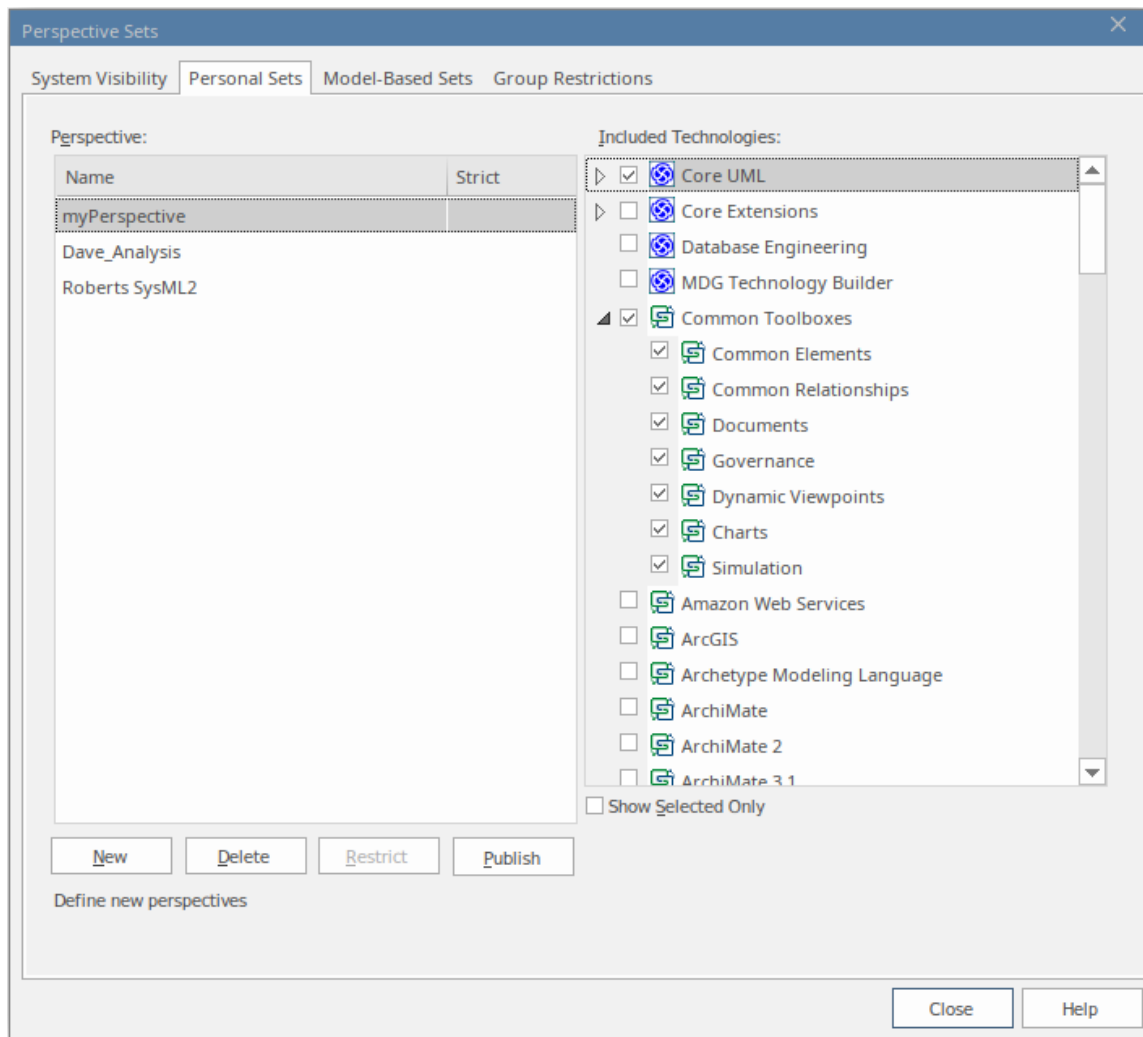 Perspective Sets
System Visibility Personal Sets Model-Based Sets Group Restrictions
Perspective:
Name Strict
myPerspective
Dave_Analysis
Roberts SysML2
New Delete Restrict Publish
Define new perspectives
Included Technologies:
Core UML
Core Extensions
Database Engineering
MDG Technology Builder
Common Toolboxes
Common Elements
Common Relationships
Documents
Governance
Dynamic Viewpoints
Charts
Simulation
Amazon Web Services
ArcGIS
Archetype Modeling Language
ArchiMate
ArchiMate 2
ArchiMate 3.1
Show Selected Only
Close Help